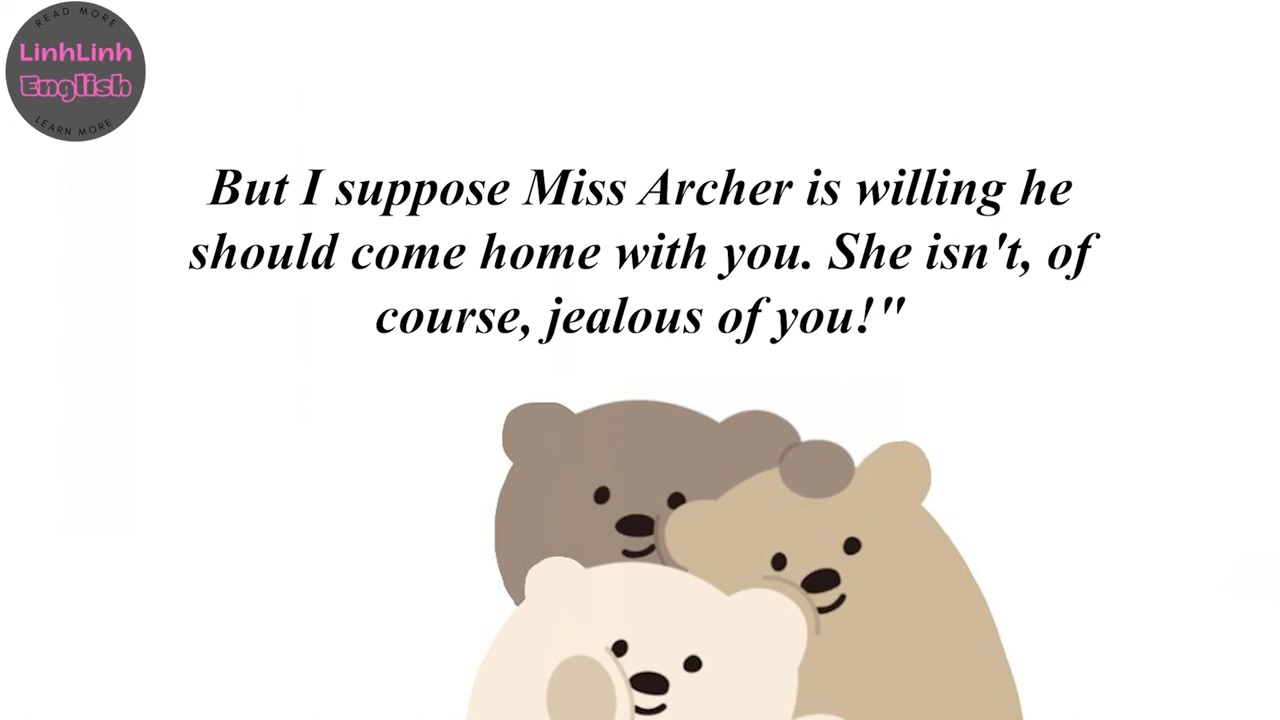 READ MORE
LinhLinh
English
LEARN MORE
But I suppose Miss Archer is willing he
should come home with you. She isn't, of
course, jealous of you!"